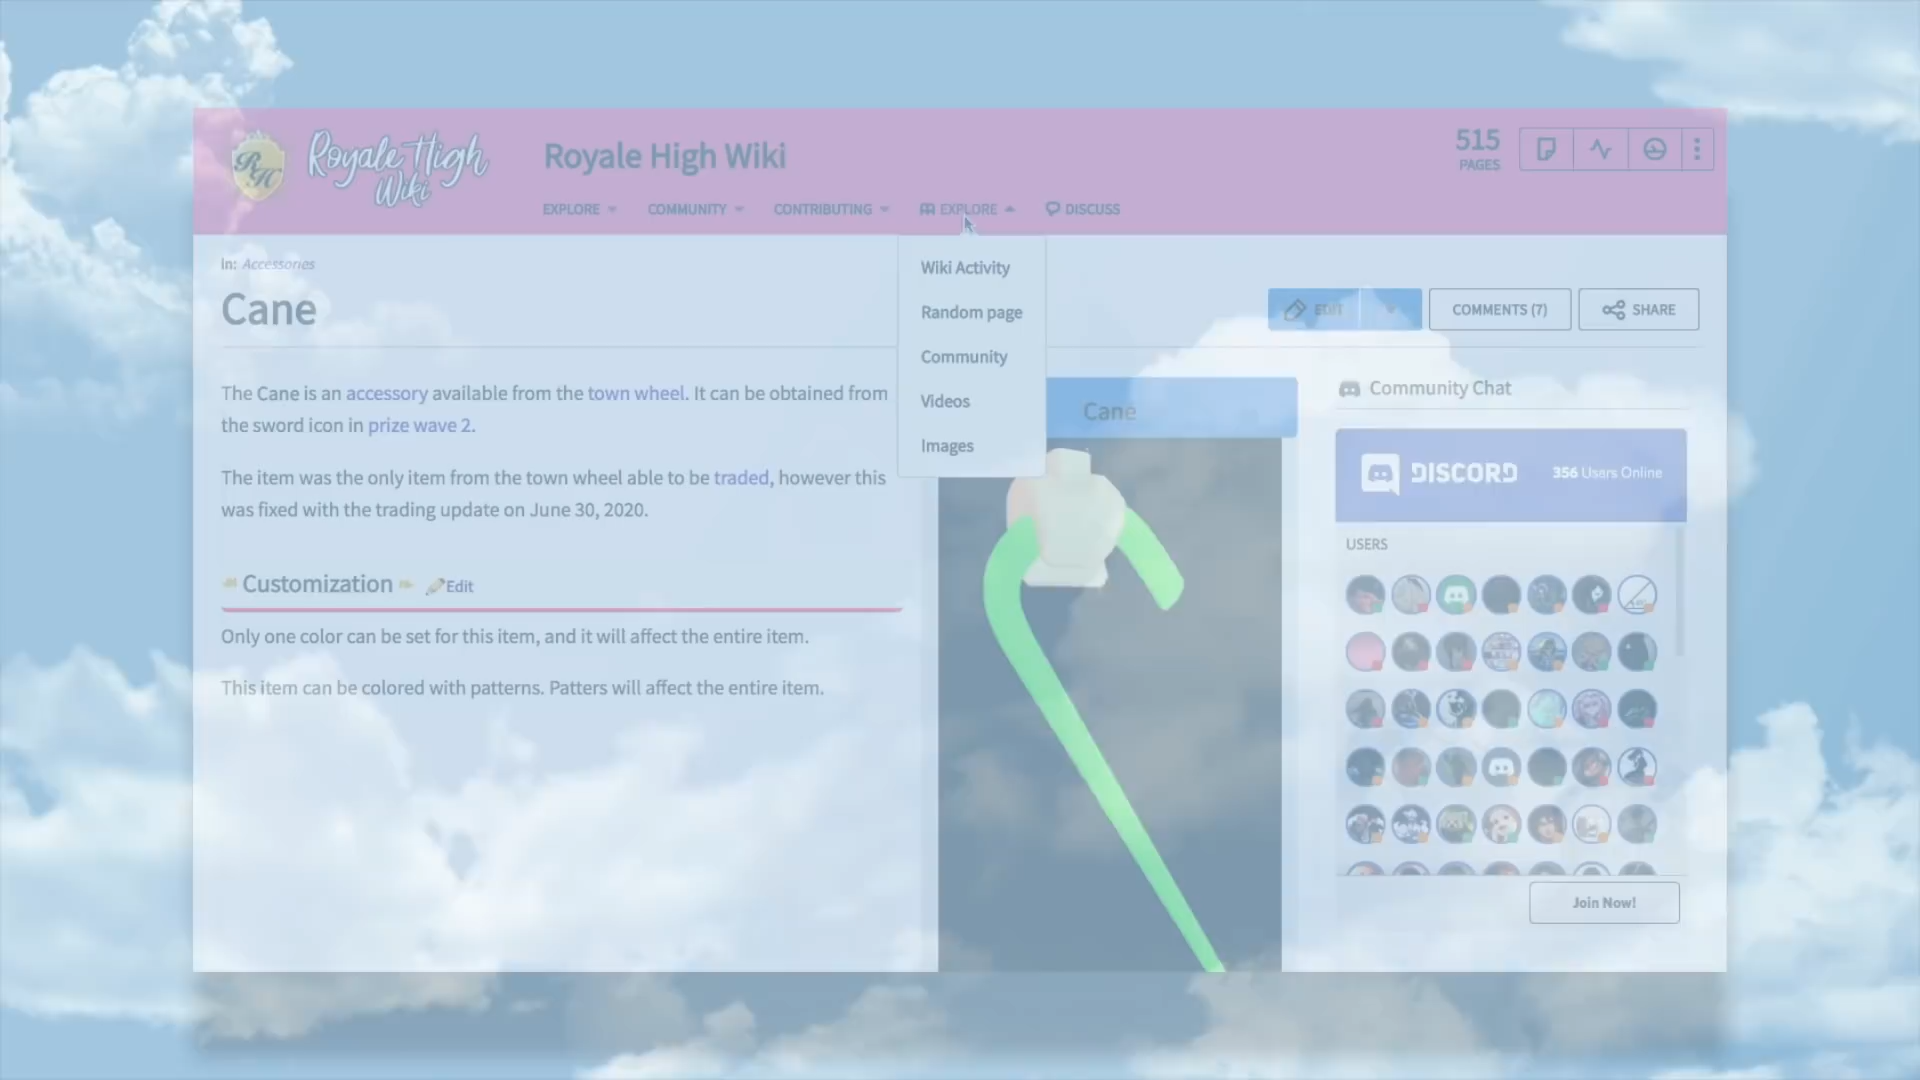 RH
Royale High
Wiki
Royale High Wiki
515
PAGES
EXPLORE
COMMUNITY
CONTRIBUTING
EXPLORE
DISCUSS
Wiki Activity
Random page
Community
Videos
Images
in: Accessories
Cane
EDIT
COMMENTS (7)
SHARE
The Cane is an accessory available from the town wheel. It can be obtained from
the sword icon in prize wave 2.
The item was the only item from the town wheel able to be traded, however this
was fixed with the trading update on June 30, 2020.
Customization
Edit
Only one color can be set for this item, and it will affect the entire item.
This item can be colored with patterns. Patters will affect the entire item.
Cane
Community Chat
DISCORD
356 Users Online
USERS
Join Now!